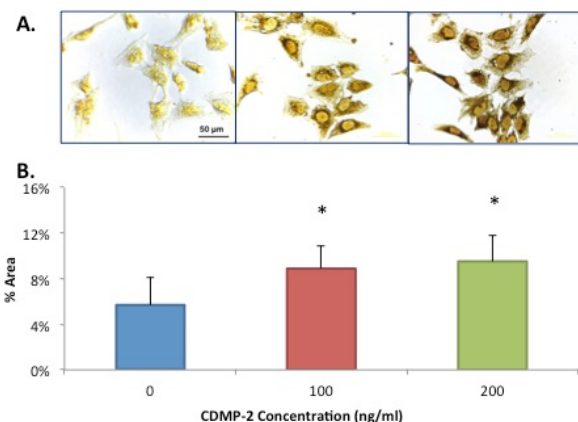 A.
50 µm
B.
16%
12%
8%
4%
0%
% Area
*
*
0
100
200
CDMP-2 Concentration (ng/ml)